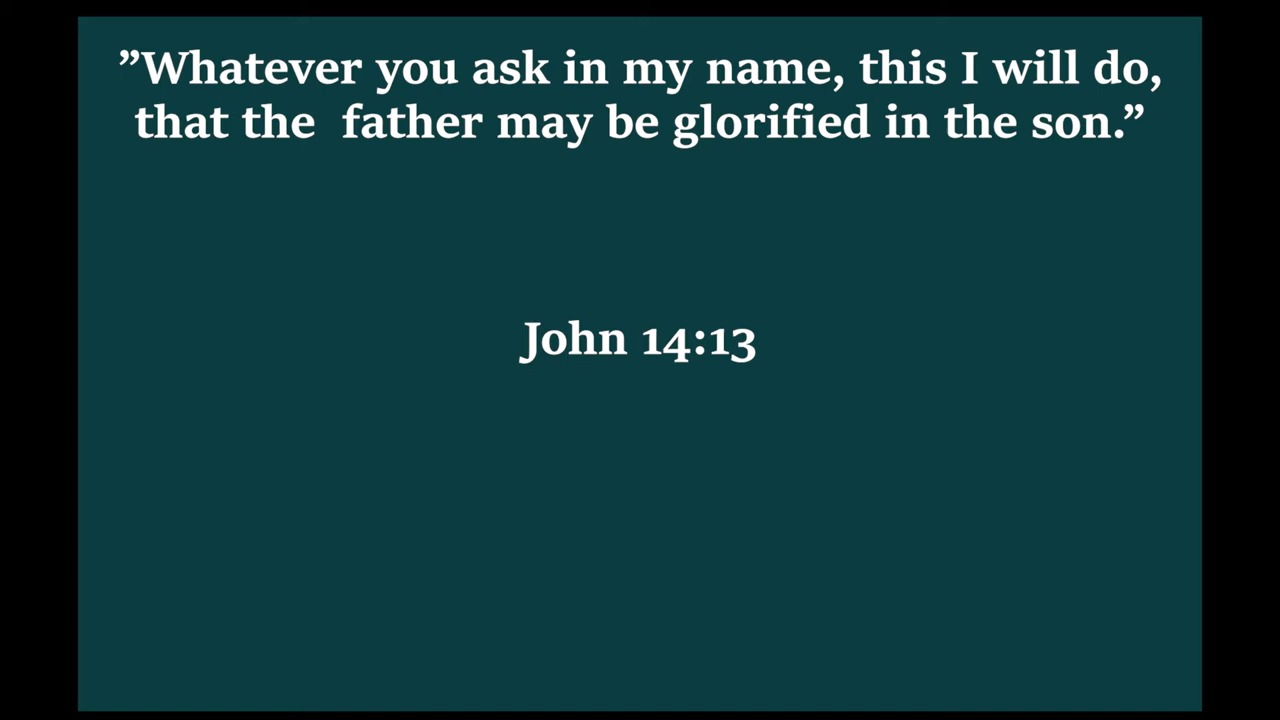 ”Whatever you ask in my name, this I will do,
that the  father may be glorified in the son.”
John 14:13